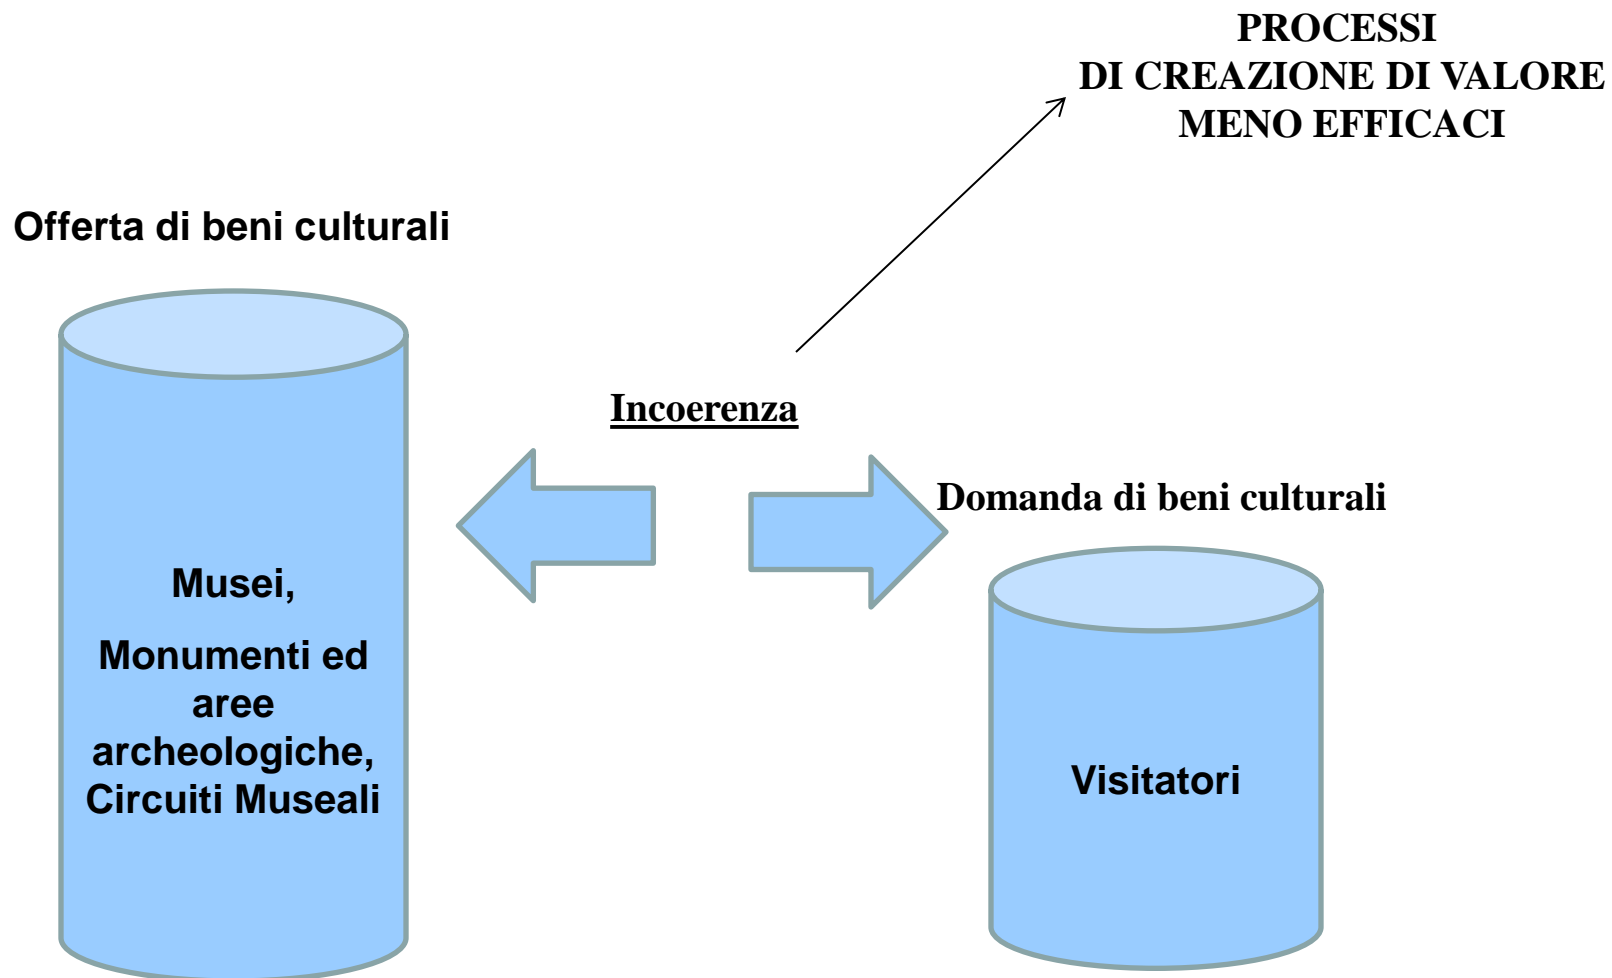 PROCESSI
DI CREAZIONE DI VALORE
MENO EFFICACI
Offerta di beni culturali
Incoerenza
Domanda di beni culturali
Musei,
Monumenti ed
aree
archeologiche,
Circuiti Museali
Visitatori